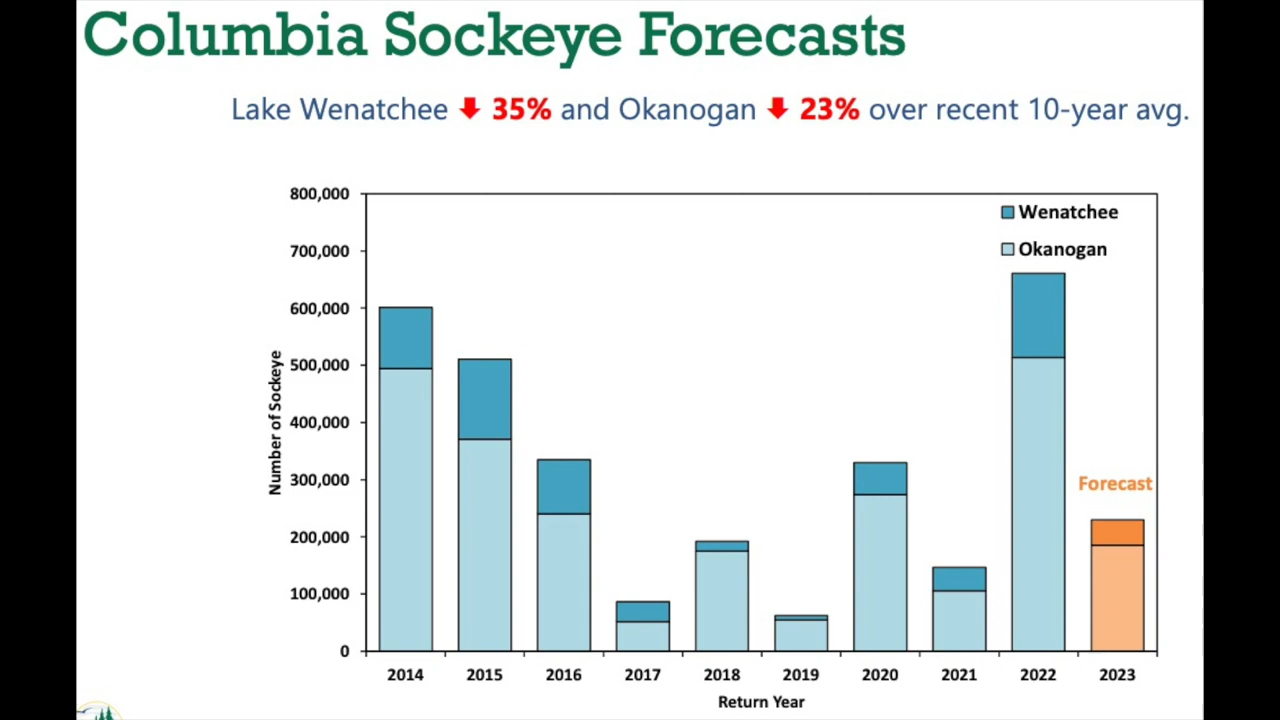 Columbia Sockeye Forecasts
Lake Wenatchee 35% and Okanogan 23% over recent 10-year avg.
800,000
Wenatchee
Okanogan
700,000
600,000
500,000
400,000
300,000
200,000
100,000
0
Number of Sockeye
Forecast
2014 2015 2016 2017 2018 2019 2020 2021 2022 2023
Return Year